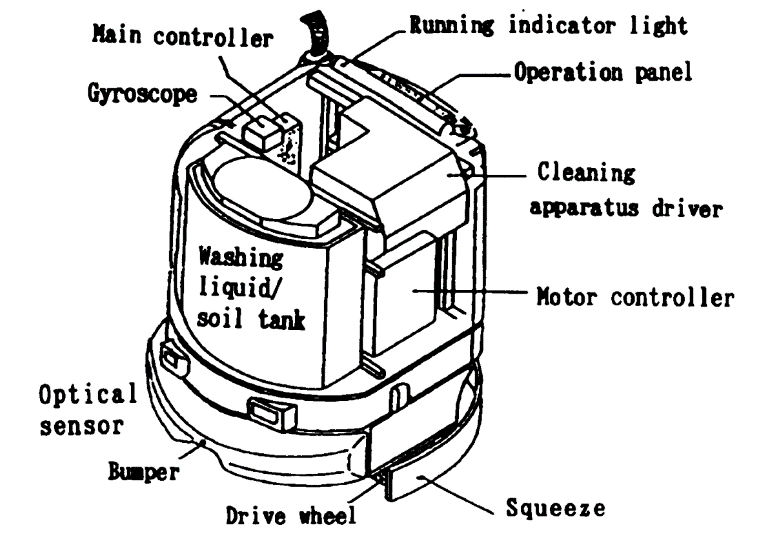 Main controller
Running indicator light
Operation panel
Gyroscope
Cleaning
apparatus driver
Washing
liquid/
soil tank
Motor controller
Optical
sensor
Bumper
Drive wheel
Squeeze